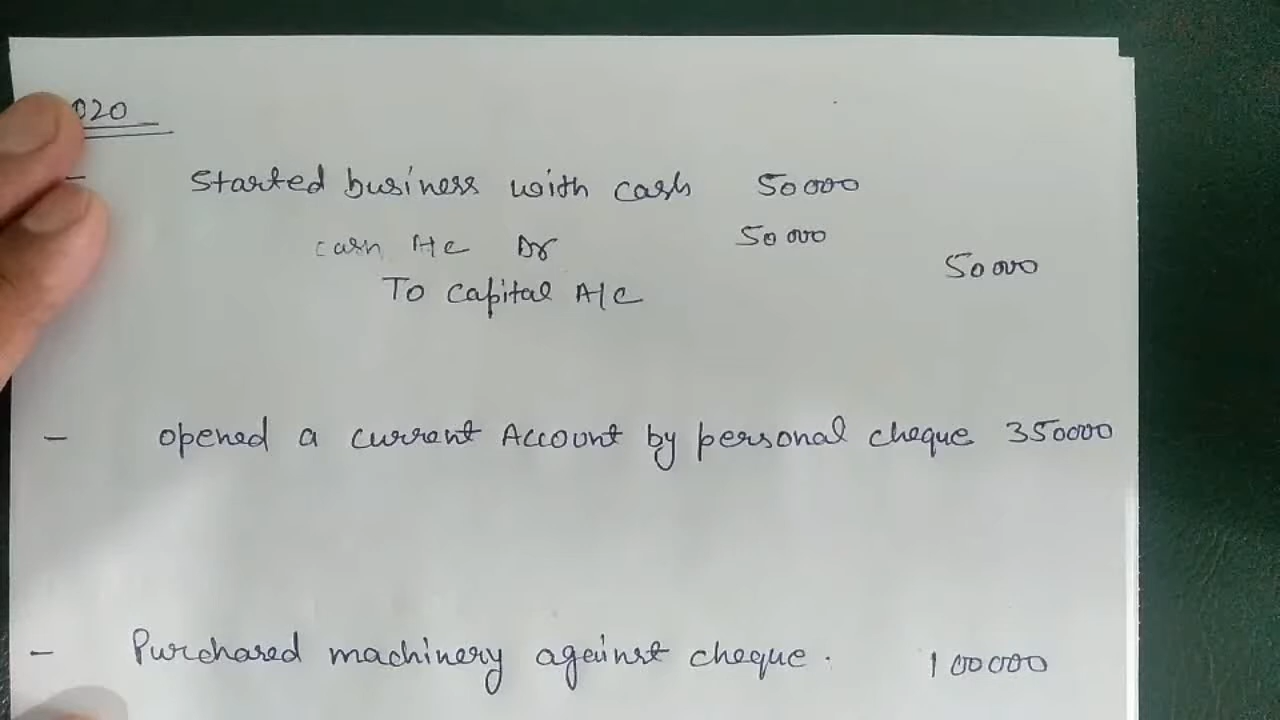 020
- Started business with cash 50000
Cash A/c Dr 50000
To Capital A/C 50000
- opened a current Account by personal cheque 350000
- Purchased machinery against cheque. 100000